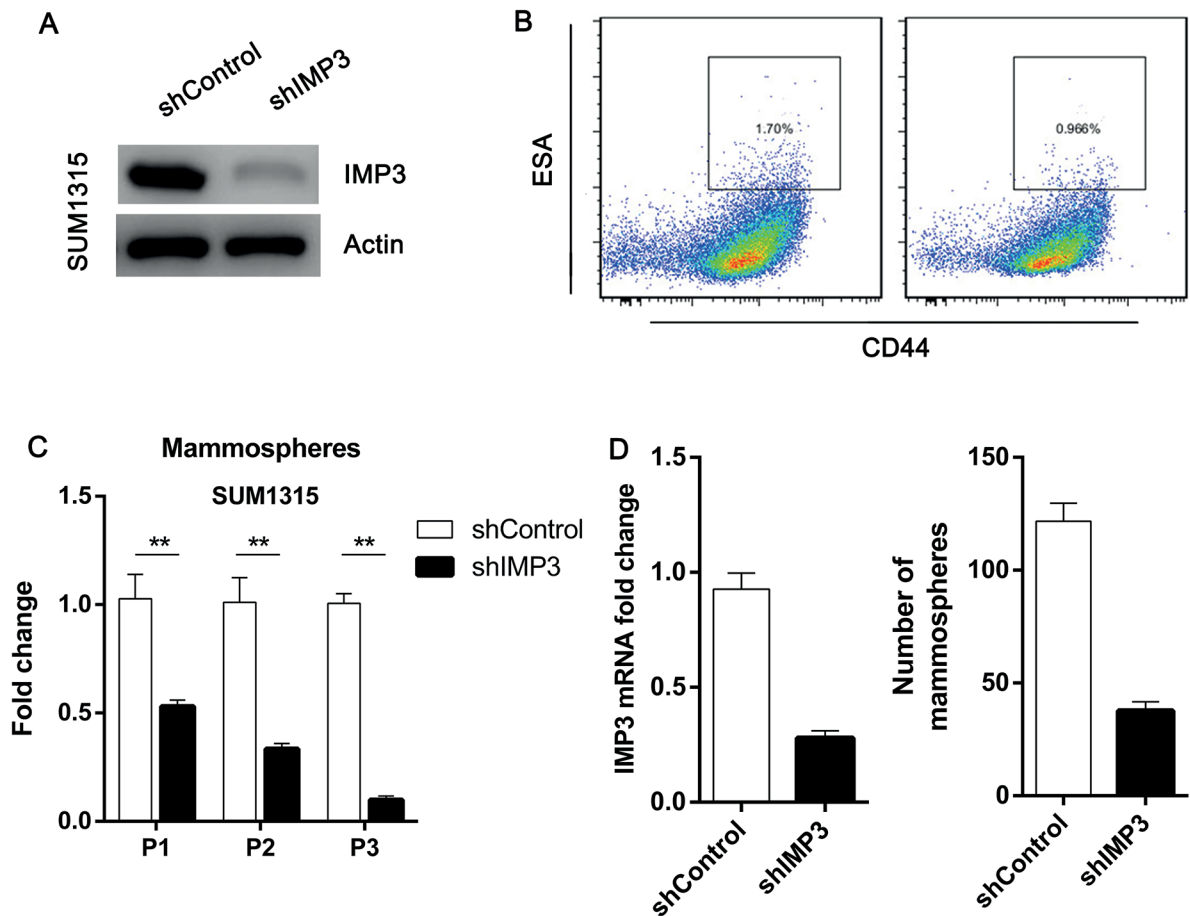 A
shControl
shIMP3
SUM1315
IMP3
Actin
B
ESA
1.70%
0.966%
CD44
C
Mammospheres
SUM1315
Fold change
1.5
1.0
0.5
0.0
**
**
**
P1
P2
P3
shControl
shIMP3
D
IMP3 mRNA fold change
1.5
1.0
0.5
0.0
shControl
shIMP3
Number of
mammospheres
150
100
50
0
shControl
shIMP3